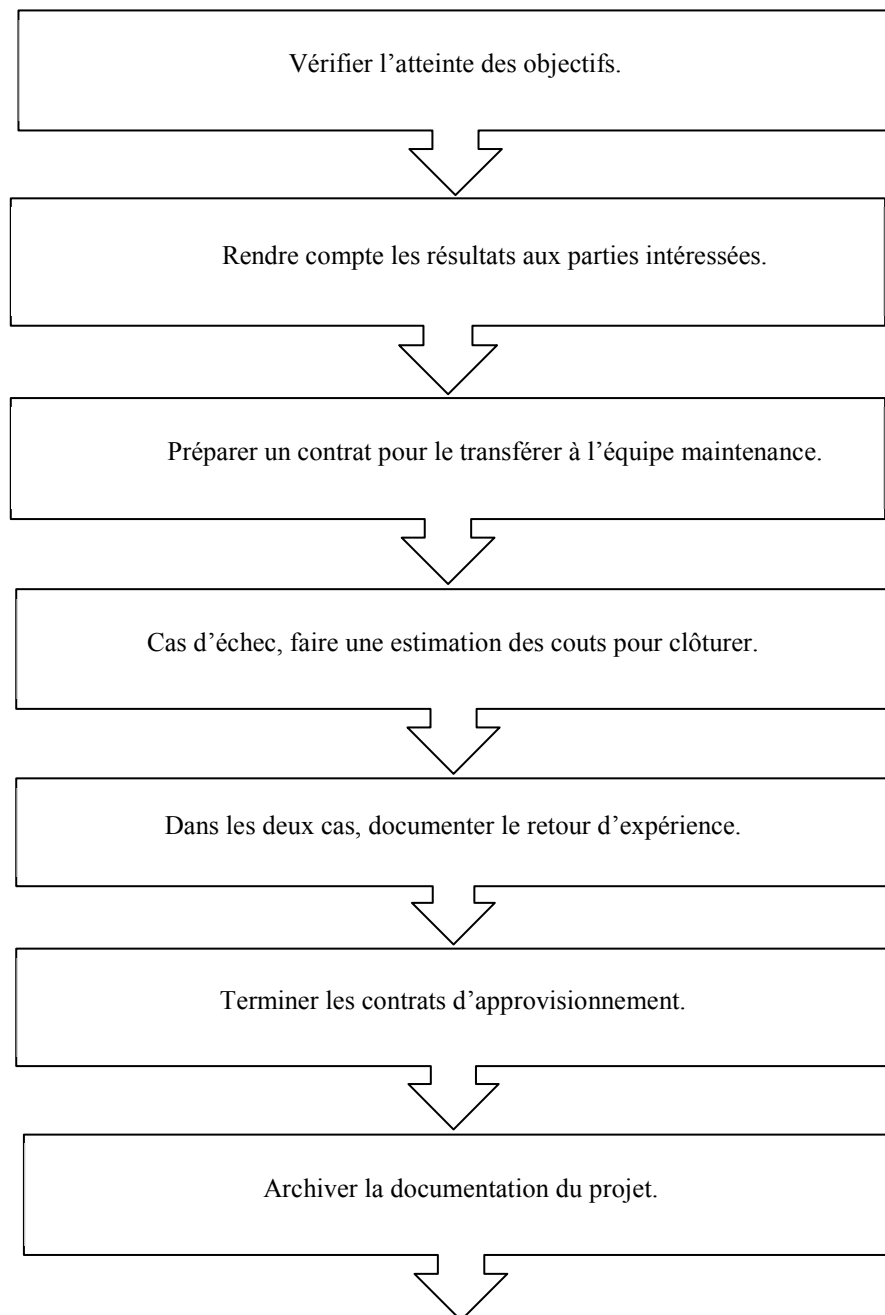 Vérifier l’atteinte des objectifs.
Rendre compte les résultats aux parties intéressées.
Préparer un contrat pour le transférer à l’équipe maintenance.
Cas d’échec, faire une estimation des couts pour clôturer.
Dans les deux cas, documenter le retour d’expérience.
Terminer les contrats d’approvisionnement.
Archiver la documentation du projet.